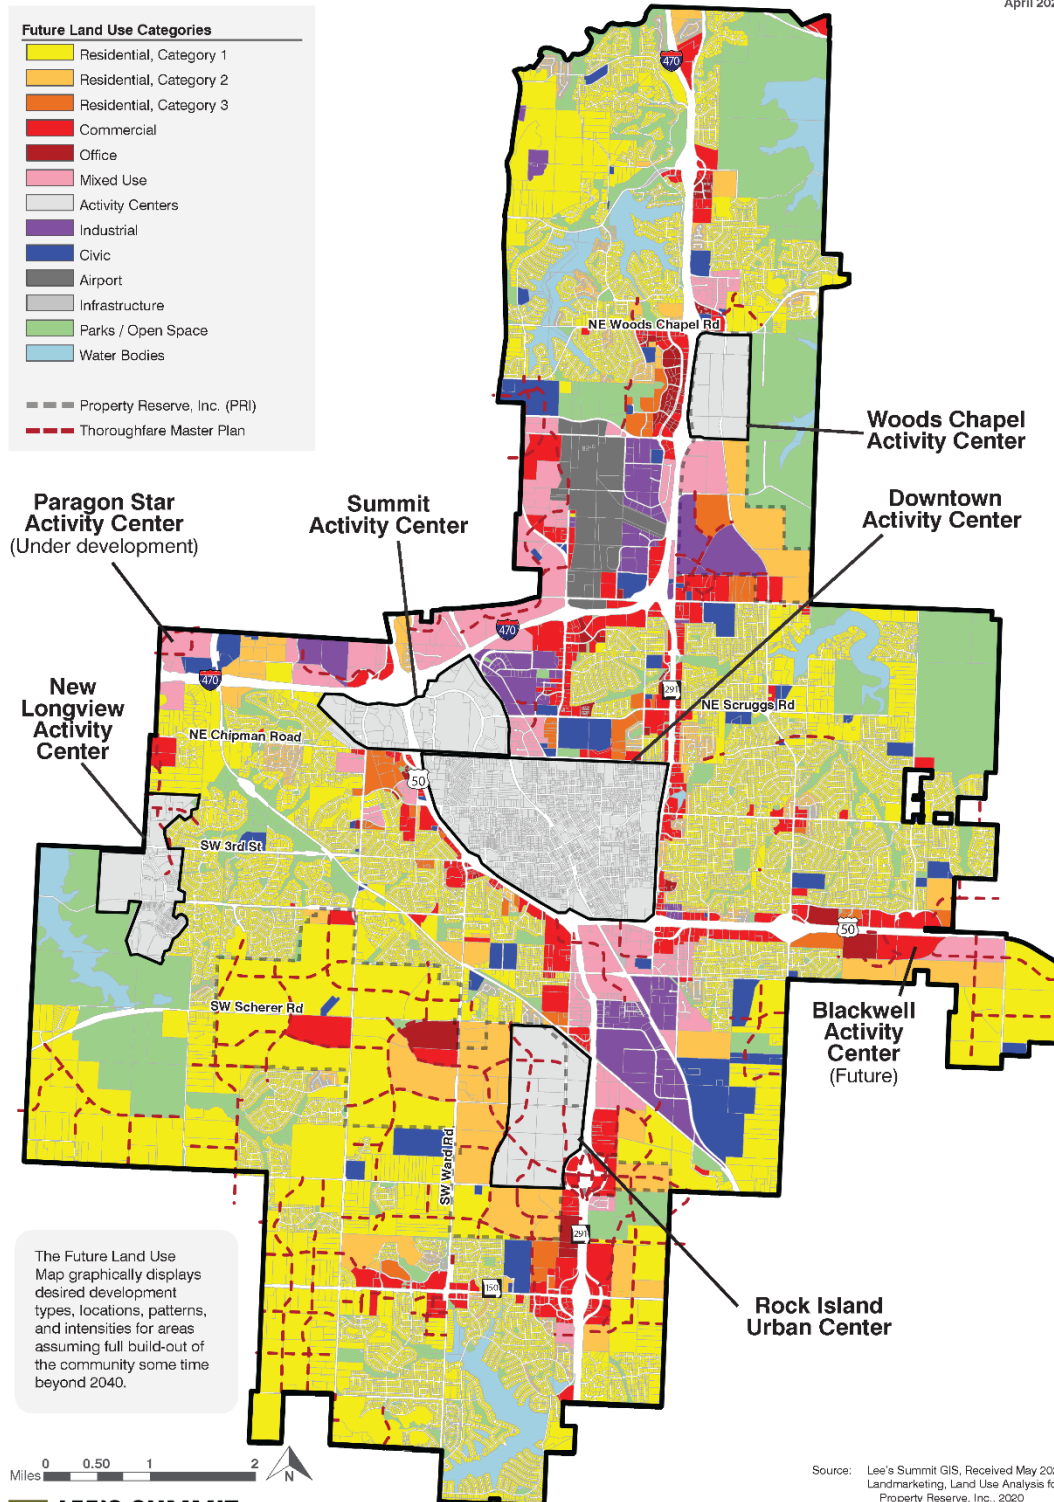 April 202
Future Land Use Categories
Residential, Category 1
Residential, Category 2
Residential, Category 3
Commercial
Office
Mixed Use
Activity Centers
Industrial
Civic
Airport
Infrastructure
Parks / Open Space
Water Bodies
Property Reserve, Inc. (PRI)
Thoroughfare Master Plan
470
NE Woods Chapel Rd
Woods Chapel
Activity Center
Paragon Star
Activity Center
(Under development)
Summit
Activity Center
Downtown
Activity Center
470
470
New
Longview
Activity
Center
291
NE Scruggs Rd
NE Chipman Road
50
SW 3rd St
50
SW Scherer Rd
Blackwell
Activity
Center
(Future)
SW Ward Rd
291
150
Rock Island
Urban Center
The Future Land Use
Map graphically displays
desired development
types, locations, patterns,
and intensities for areas
assuming full build-out of
the community some time
beyond 2040.
Miles 0 0.50 1 2
N
Source: Lee's Summit GIS, Received May 202
Landmarketing, Land Use Analysis fo
Property Reserve, Inc., 2020
LEE'S SUMMIT